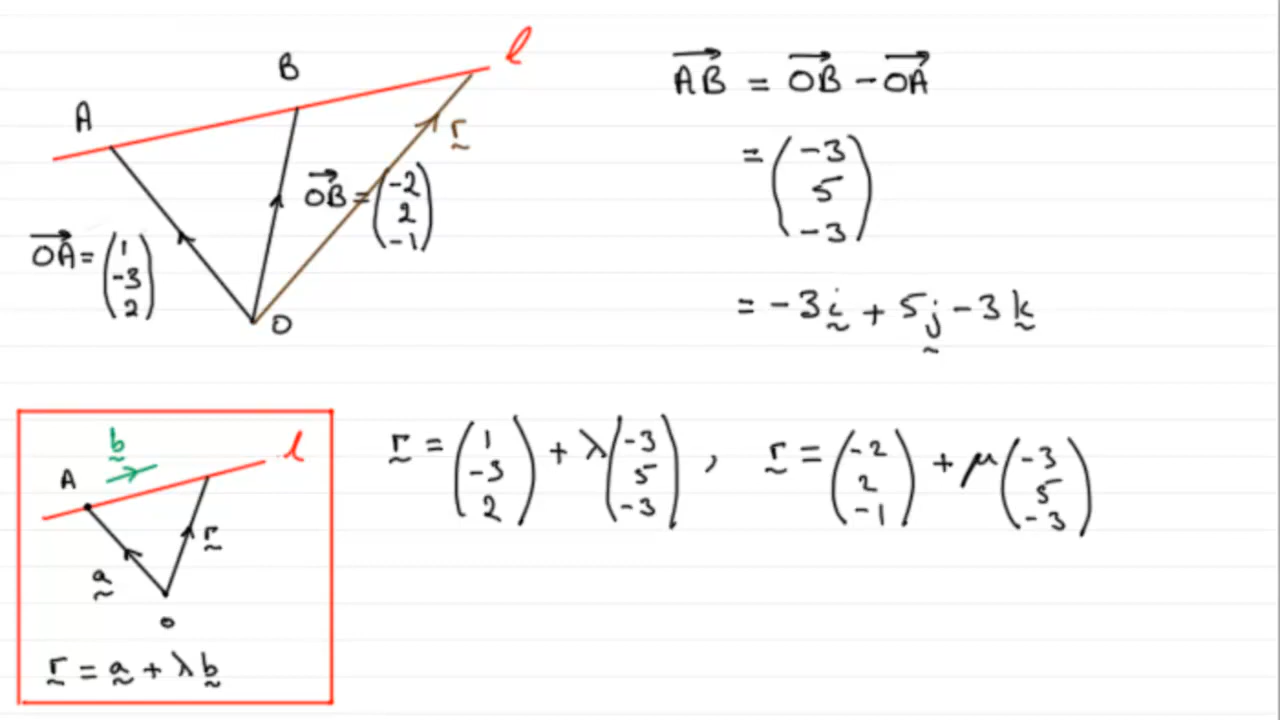 l
B
A
r
OB = (-2 2 -1)
OA = (1 -3 2)
O
AB = OB - OA
= (-3 5 -3)
= -3i + 5j - 3k
b
l
A
r
a
o
r = a + λb
r = (1 -3 2) + λ(-3 5 -3) , r = (-2 2 -1) + μ(-3 5 -3)